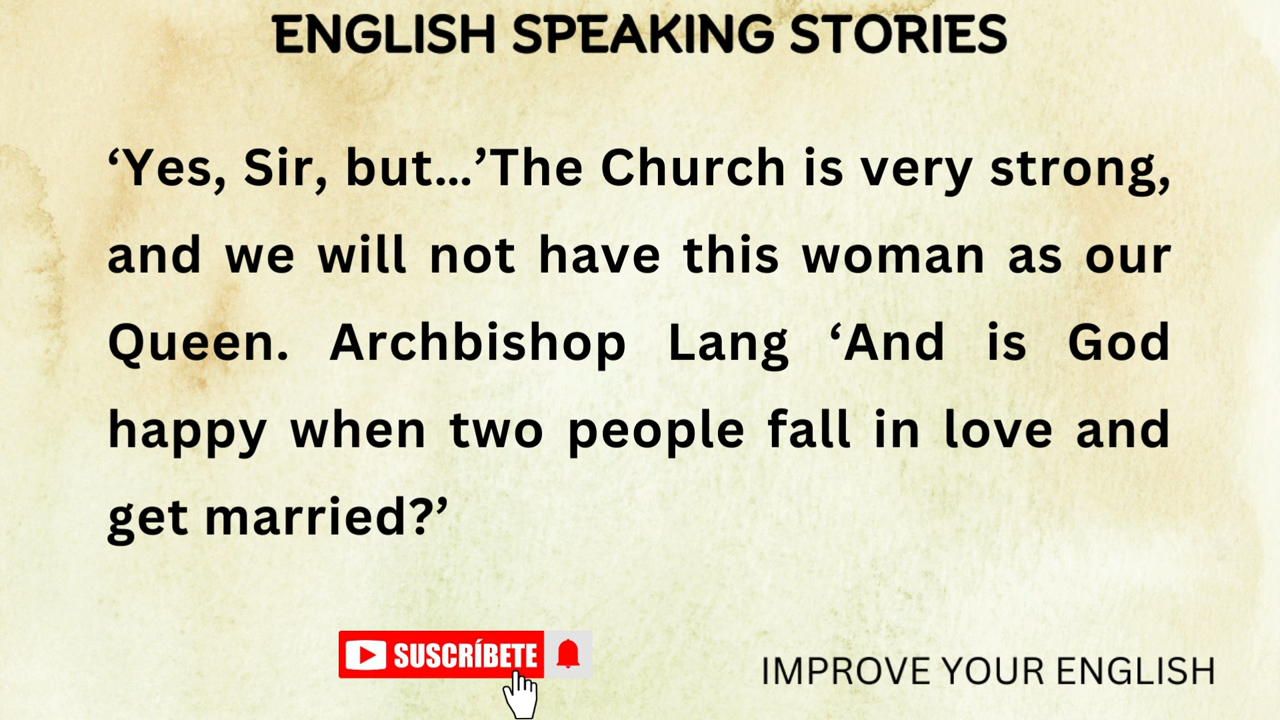 ENGLISH SPEAKING STORIES
‘Yes, Sir, but…’The Church is very strong,
and we will not have this woman as our
Queen. Archbishop Lang ‘And is God
happy when two people fall in love and
get married?’
SUSCRÍBETE
IMPROVE YOUR ENGLISH